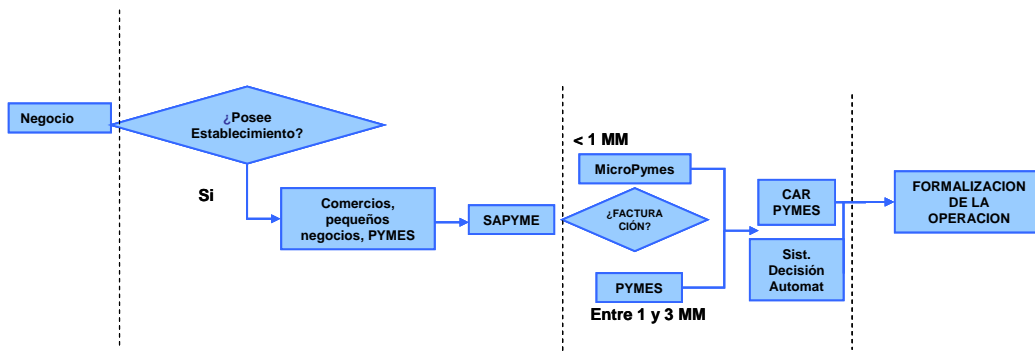 Negocio
¿Posee
Establecimiento?
Si
Comercios,
pequeños
negocios, PYMES
SAPYME
< 1 MM
MicroPymes
¿FACTURA
CIÓN?
PYMES
Entre 1 y 3 MM
CAR
PYMES
Sist.
Decisión
Automat
FORMALIZACION
DE LA
OPERACION